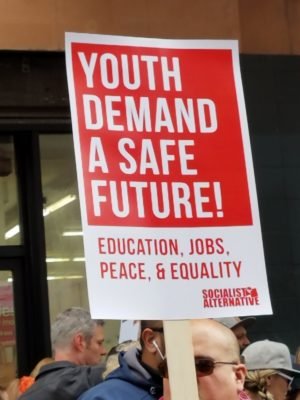 YOUTH
DEMAND
A SAFE
FUTURE!
EDUCATION, JOBS,
PEACE, & EQUALITY
SOCIALIST
ALTERNATIVE